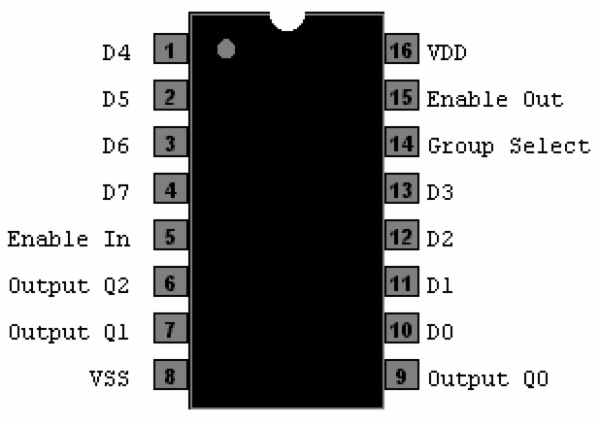 D4 1 16 VDD
D5 2 15 Enable Out
D6 3 14 Group Select
D7 4 13 D3
Enable In 5 12 D2
Output Q2 6 11 D1
Output Q1 7 10 D0
VSS 8 9 Output Q0